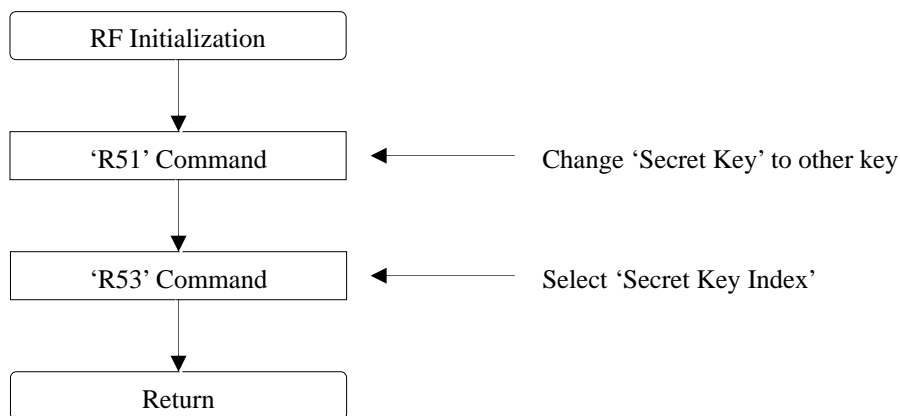 RF Initialization
‘R51’ Command
Change ‘Secret Key’ to other key
‘R53’ Command
Select ‘Secret Key Index’
Return